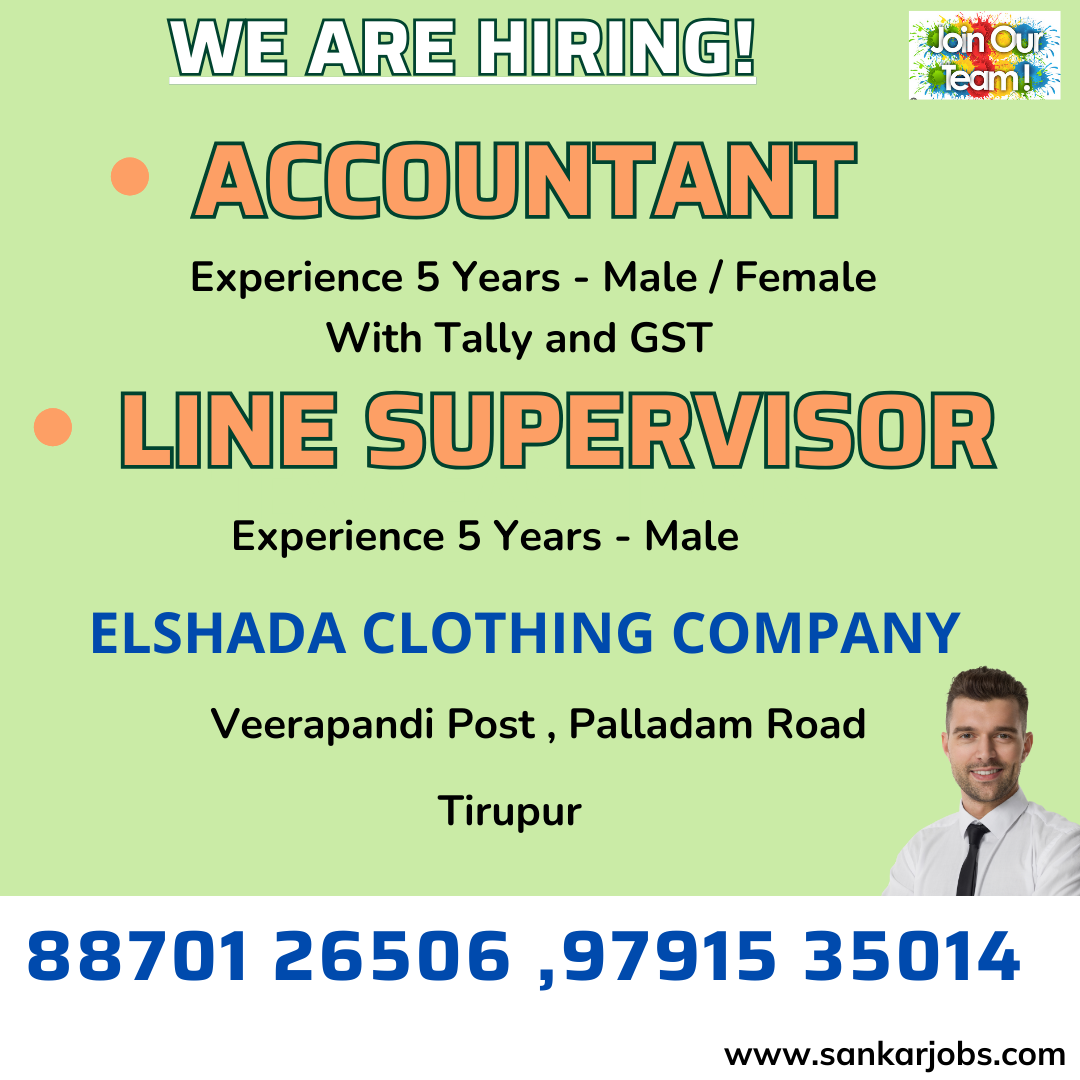 WE ARE HIRING!
Join Our
Team !
ACCOUNTANT
Experience 5 Years - Male / Female
With Tally and GST
LINE SUPERVISOR
Experience 5 Years - Male
ELSHADA CLOTHING COMPANY
Veerapandi Post , Palladam Road
Tirupur
88701 26506 ,97915 35014
www.sankarjobs.com